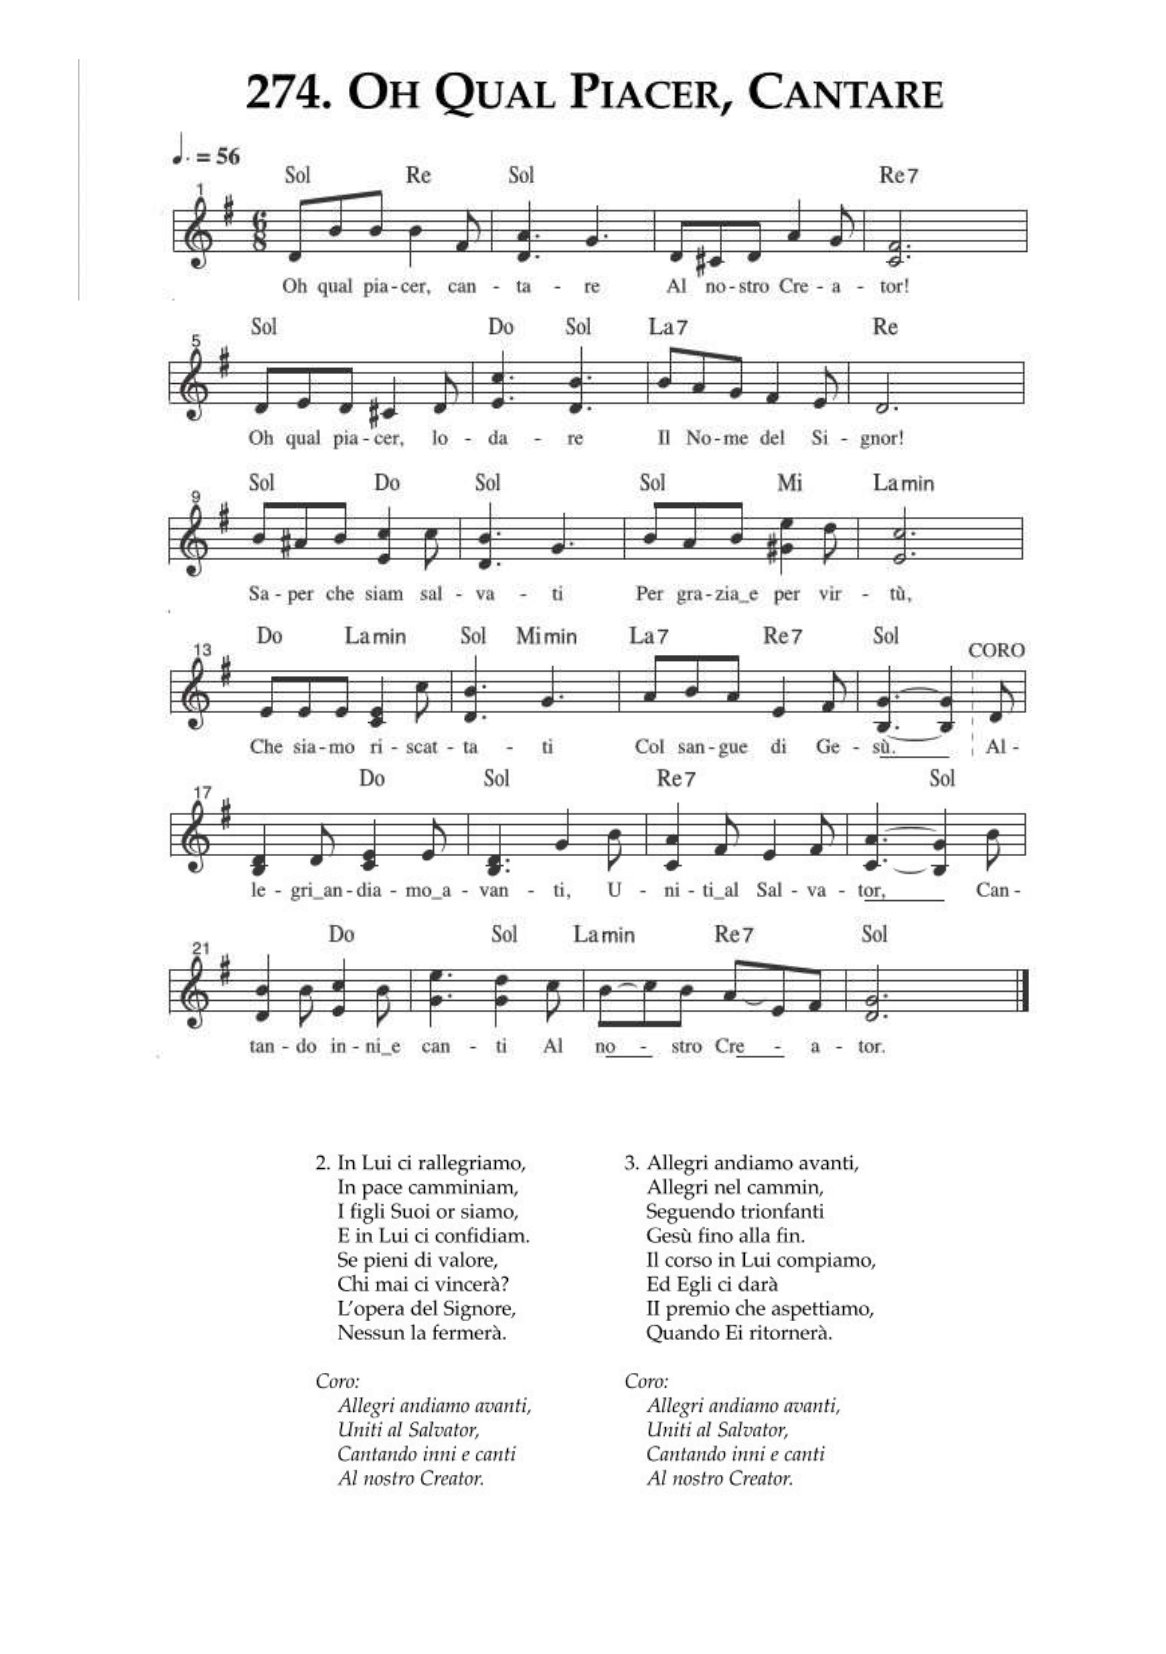 274. OH QUAL PIACER, CANTARE
= 56
Sol Re Sol Re7
1
6
8
Oh qual pia-cer, can - ta - re Al no-stro Cre - a - tor!
Sol Do Sol La7 Re
5
Oh qual pia-cer, lo - da - re Il No-me del Si - gnor!
Sol Do Sol Sol Mi Lamin
9
Sa - per che siam sal - va - ti Per gra-zia_e per vir - tù,
Do Lamin Sol Mimin La7 Re7 Sol
13 CORO
Che sia-mo ri - scat - ta - ti Col san-gue di Ge - sù. Al -
Do Sol Re7 Sol
17
le - gri_an-dia - mo_a - van - ti, U - ni - ti_al Sal - va - tor, Can -
Do Sol Lamin Re7 Sol
21
tan - do in - ni_e can - ti Al no - stro Cre - a - tor.
2. In Lui ci rallegriamo,
In pace camminiam,
I figli Suoi or siamo,
E in Lui ci confidiam.
Se pieni di valore,
Chi mai ci vincerà?
L'opera del Signore,
Nessun la fermerà.
Coro:
Allegri andiamo avanti,
Uniti al Salvator,
Cantando inni e canti
Al nostro Creator.
3. Allegri andiamo avanti,
Allegri nel cammin,
Seguendo trionfanti
Gesù fino alla fin.
Il corso in Lui compiamo,
Ed Egli ci darà
II premio che aspettiamo,
Quando Ei ritornerà.
Coro:
Allegri andiamo avanti,
Uniti al Salvator,
Cantando inni e canti
Al nostro Creator.